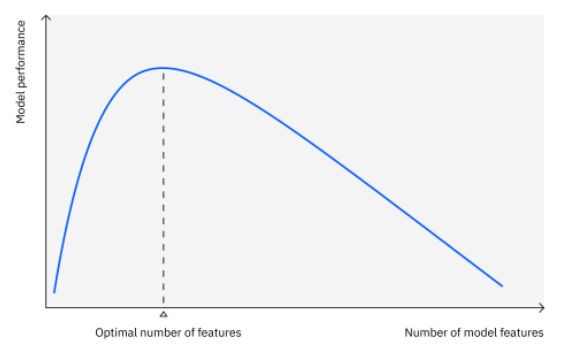 Model performance
Optimal number of features
Number of model features